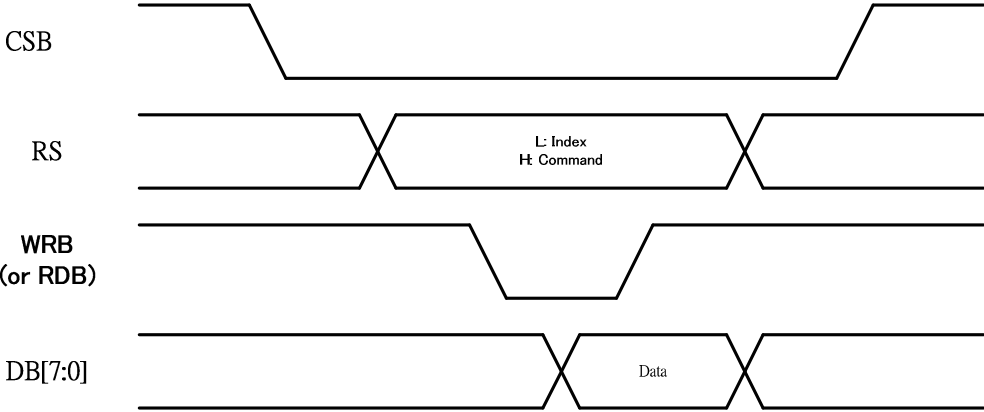 CSB
RS
L: Index
H: Command
WRB
(or RDB)
DB[7:0]
Data